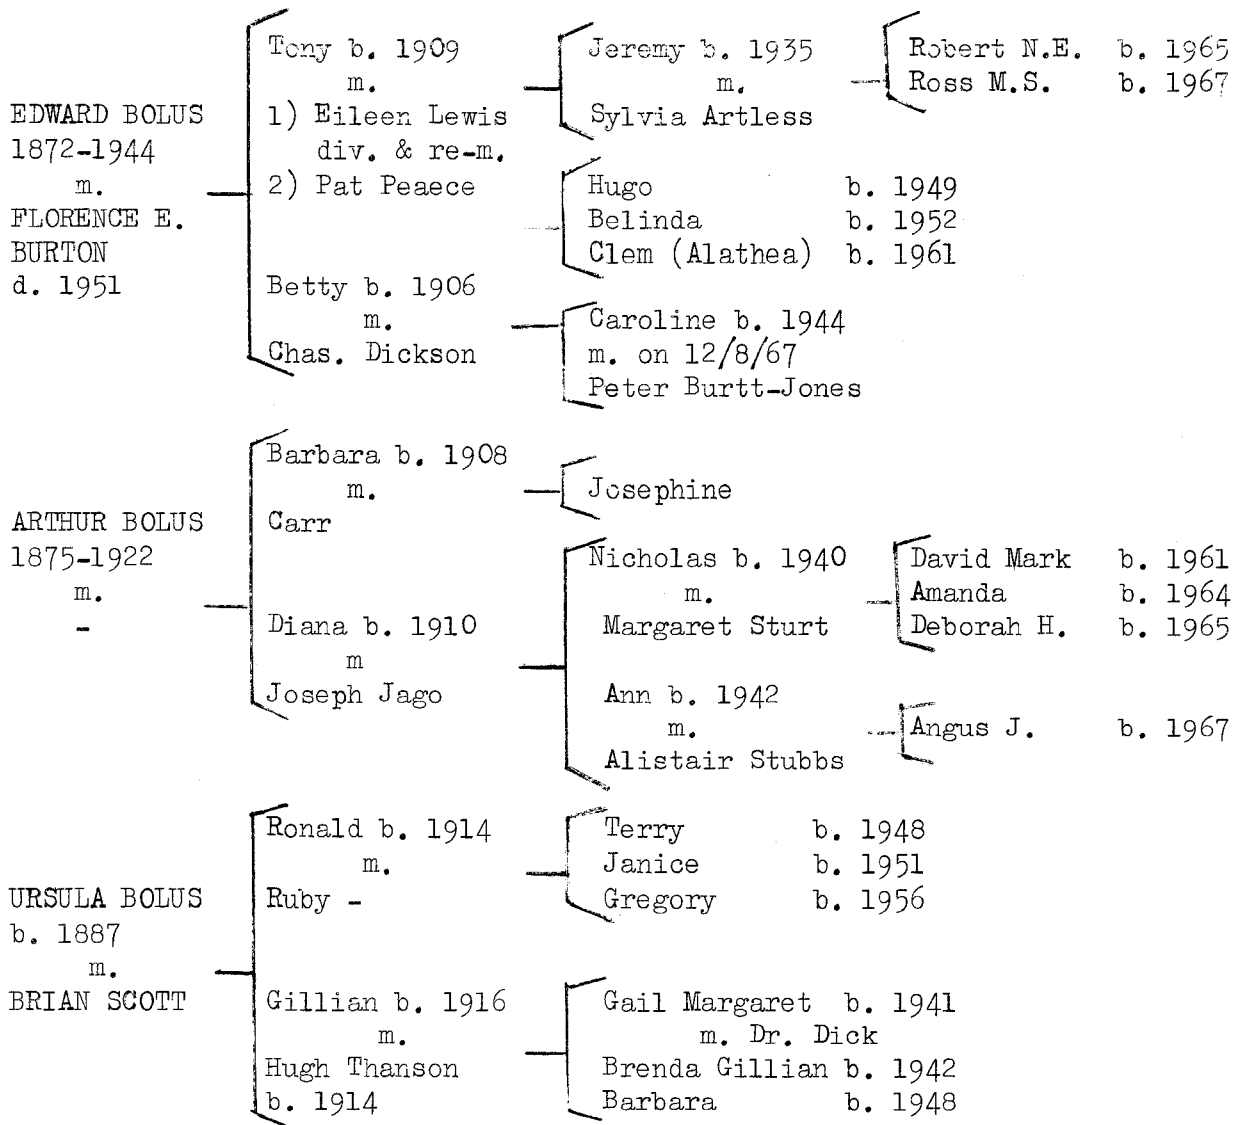 Tony b. 1909
m.
1) Eileen Lewis
div. & re-m.
2) Pat Peaece
Jeremy b. 1935
m.
Sylvia Artless
Robert N.E. b. 1965
Ross M.S. b. 1967
EDWARD BOLUS
1872-1944
m.
FLORENCE E.
BURTON
d. 1951
Hugo b. 1949
Belinda b. 1952
Clem (Alathea) b. 1961
Betty b. 1906
m.
Chas. Dickson
Caroline b. 1944
m. on 12/8/67
Peter Burtt-Jones
ARTHUR BOLUS
1875-1922
m.
-
Barbara b. 1908
m.
Carr
Josephine
Diana b. 1910
m
Joseph Jago
Nicholas b. 1940
m.
Margaret Sturt
David Mark b. 1961
Amanda b. 1964
Deborah H. b. 1965
Ann b. 1942
m.
Alistair Stubbs
Angus J. b. 1967
URSULA BOLUS
b. 1887
m.
BRIAN SCOTT
Ronald b. 1914
m.
Ruby -
Terry b. 1948
Janice b. 1951
Gregory b. 1956
Gillian b. 1916
m.
Hugh Thanson
b. 1914
Gail Margaret b. 1941
m. Dr. Dick
Brenda Gillian b. 1942
Barbara b. 1948